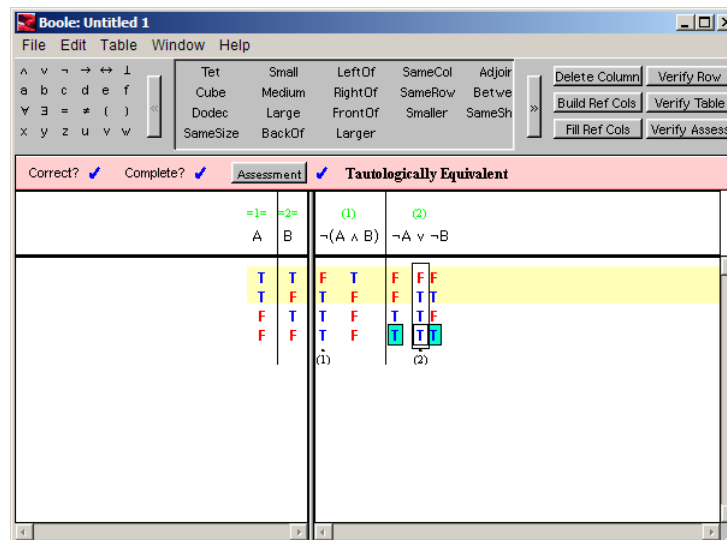 Boole: Untitled 1
File Edit Table Window Help
∧ ∨ ¬ → ↔ ⊥
a b c d e f
∀ ∃ = ≠ ( )
x y z u v w
«
Tet Small LeftOf SameCol Adjoir
Cube Medium RightOf SameRow Betwe
Dodec Large FrontOf Smaller SameSh
SameSize BackOf Larger
»
Delete Column Verify Row
Build Ref Cols Verify Table
Fill Ref Cols Verify Assess
Correct? ✓ Complete? ✓ Assessment ✓ Tautologically Equivalent
=1= =2= (1) (2)
A B ¬(A ∧ B) ¬A ∨ ¬B
T T F T F F F
T F T F F T T
F T T F T T F
F F T F T T T
(1) (2)